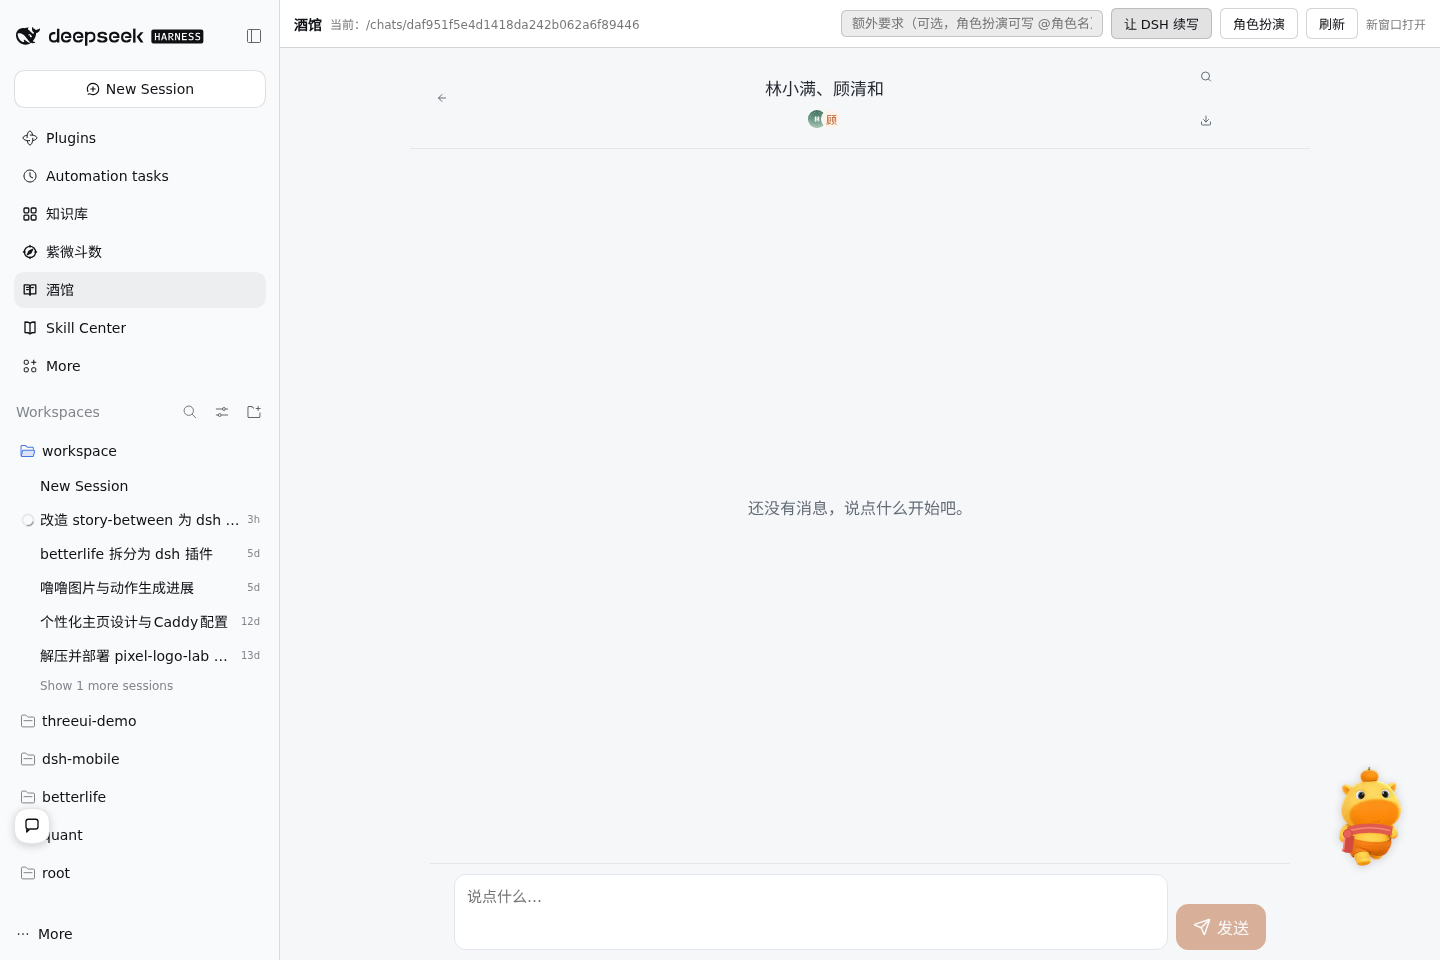 deepseek HARNESS
New Session
Plugins
Automation tasks
知识库
紫微斗数
酒馆
Skill Center
More
Workspaces
workspace
New Session
改造 story-between 为 dsh ... 3h
betterlife 拆分为 dsh 插件 5d
噜噜图片与动作生成进展 5d
个性化主页设计与 Caddy 配置 12d
解压并部署 pixel-logo-lab ... 13d
Show 1 more sessions
threeui-demo
dsh-mobile
betterlife
quant
root
... More
酒馆 当前：/chats/daf951f5e4d1418da242b062a6f89446
额外要求（可选，角色扮演可写 @角色名
让 DSH 续写
角色扮演
刷新
新窗口打开
林小满、顾清和
顾
还没有消息，说点什么开始吧。
说点什么...
发送